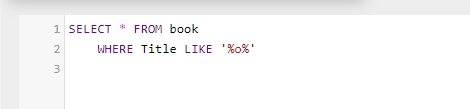 1 SELECT * FROM book
2     WHERE Title LIKE '%o%'
3